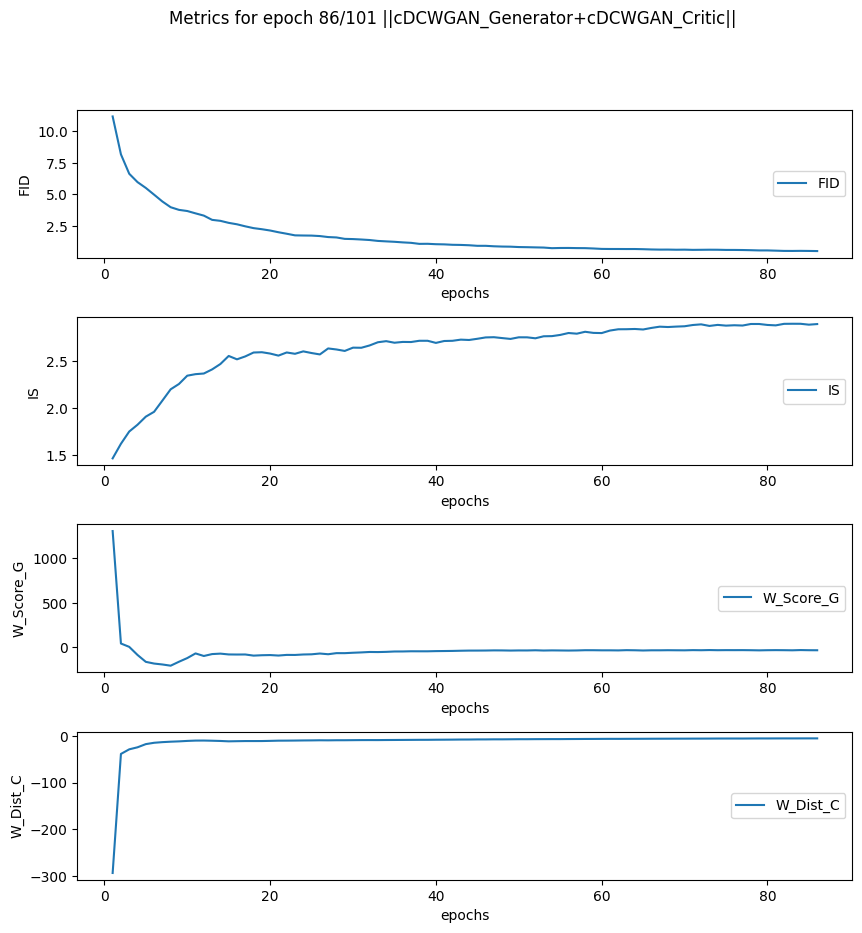 Metrics for epoch 86/101 ||cDCWGAN_Generator+cDCWGAN_Critic||
10.0
7.5
5.0
2.5
FID
FID
0 20 40 60 80
epochs
2.5
2.0
1.5
IS
IS
0 20 40 60 80
epochs
1000
500
0
W_Score_G
W_Score_G
0 20 40 60 80
epochs
0
−100
−200
−300
W_Dist_C
W_Dist_C
0 20 40 60 80
epochs